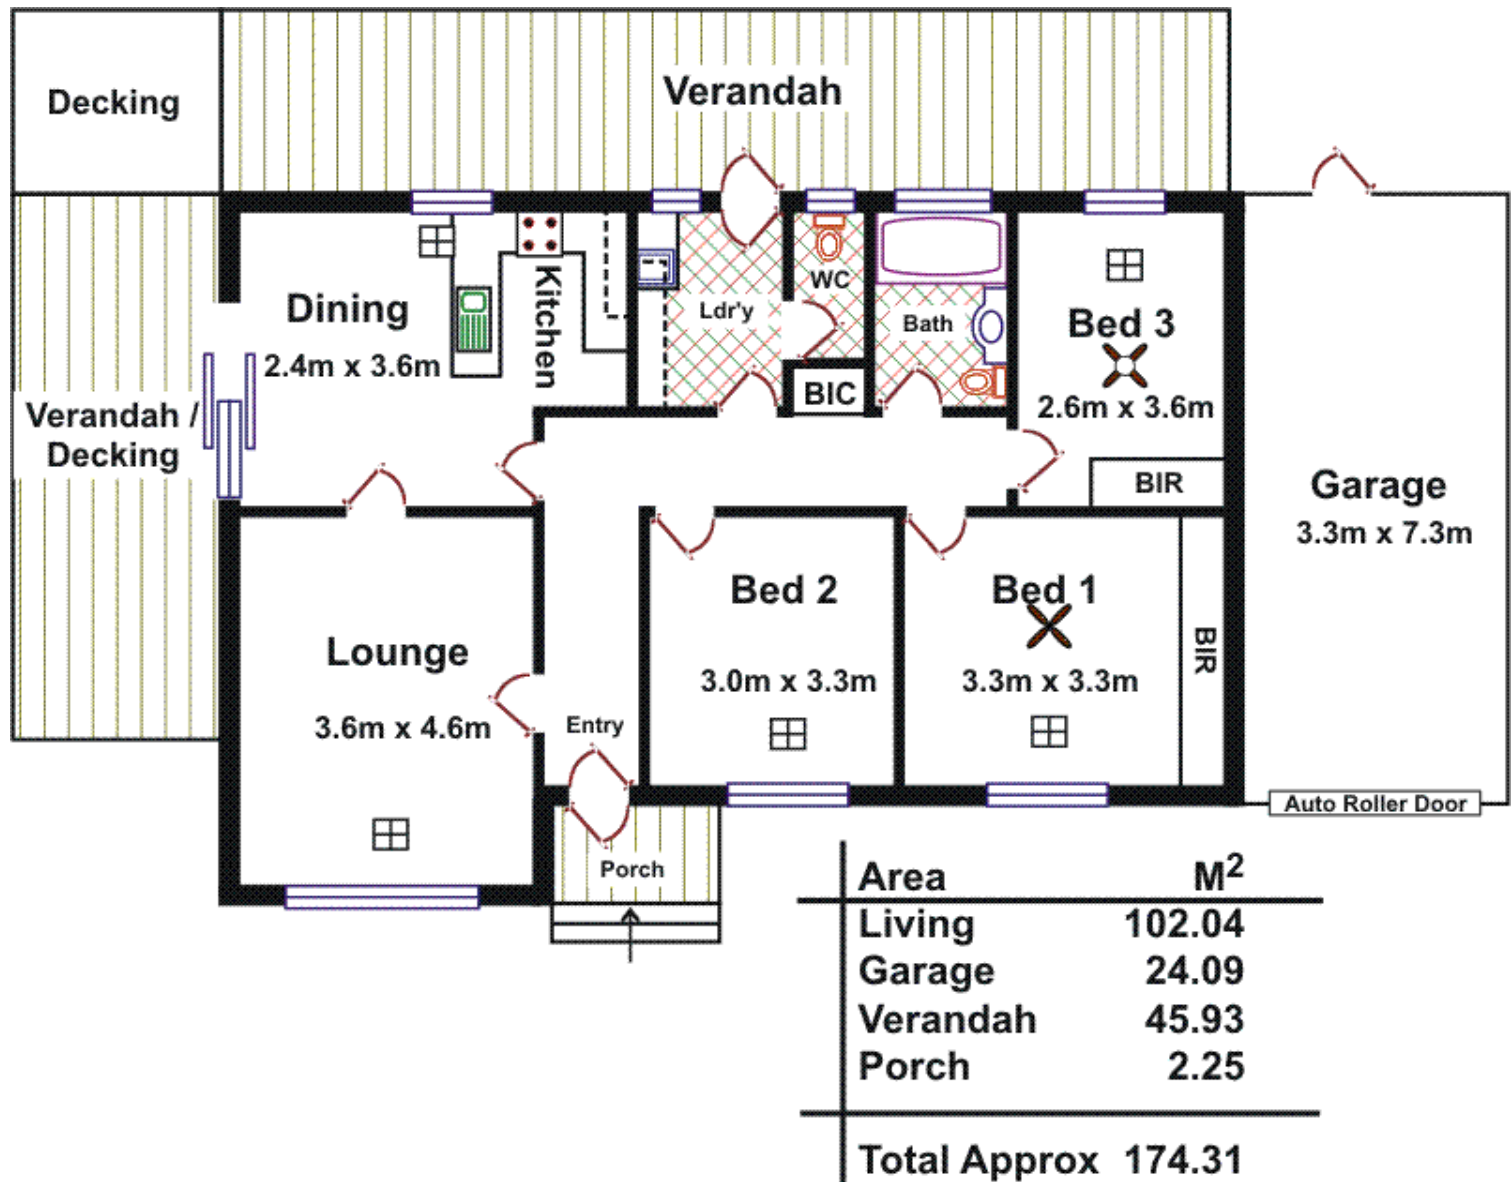 Decking
Verandah
Dining
2.4m x 3.6m
Kitchen
Ldr'y
WC
BIC
Bath
Bed 3
2.6m x 3.6m
BIR
Verandah /
Decking
Garage
3.3m x 7.3m
Lounge
3.6m x 4.6m
Entry
Bed 2
3.0m x 3.3m
Bed 1
3.3m x 3.3m
BIR
Auto Roller Door
Porch
Area M²
Living 102.04
Garage 24.09
Verandah 45.93
Porch 2.25
Total Approx 174.31